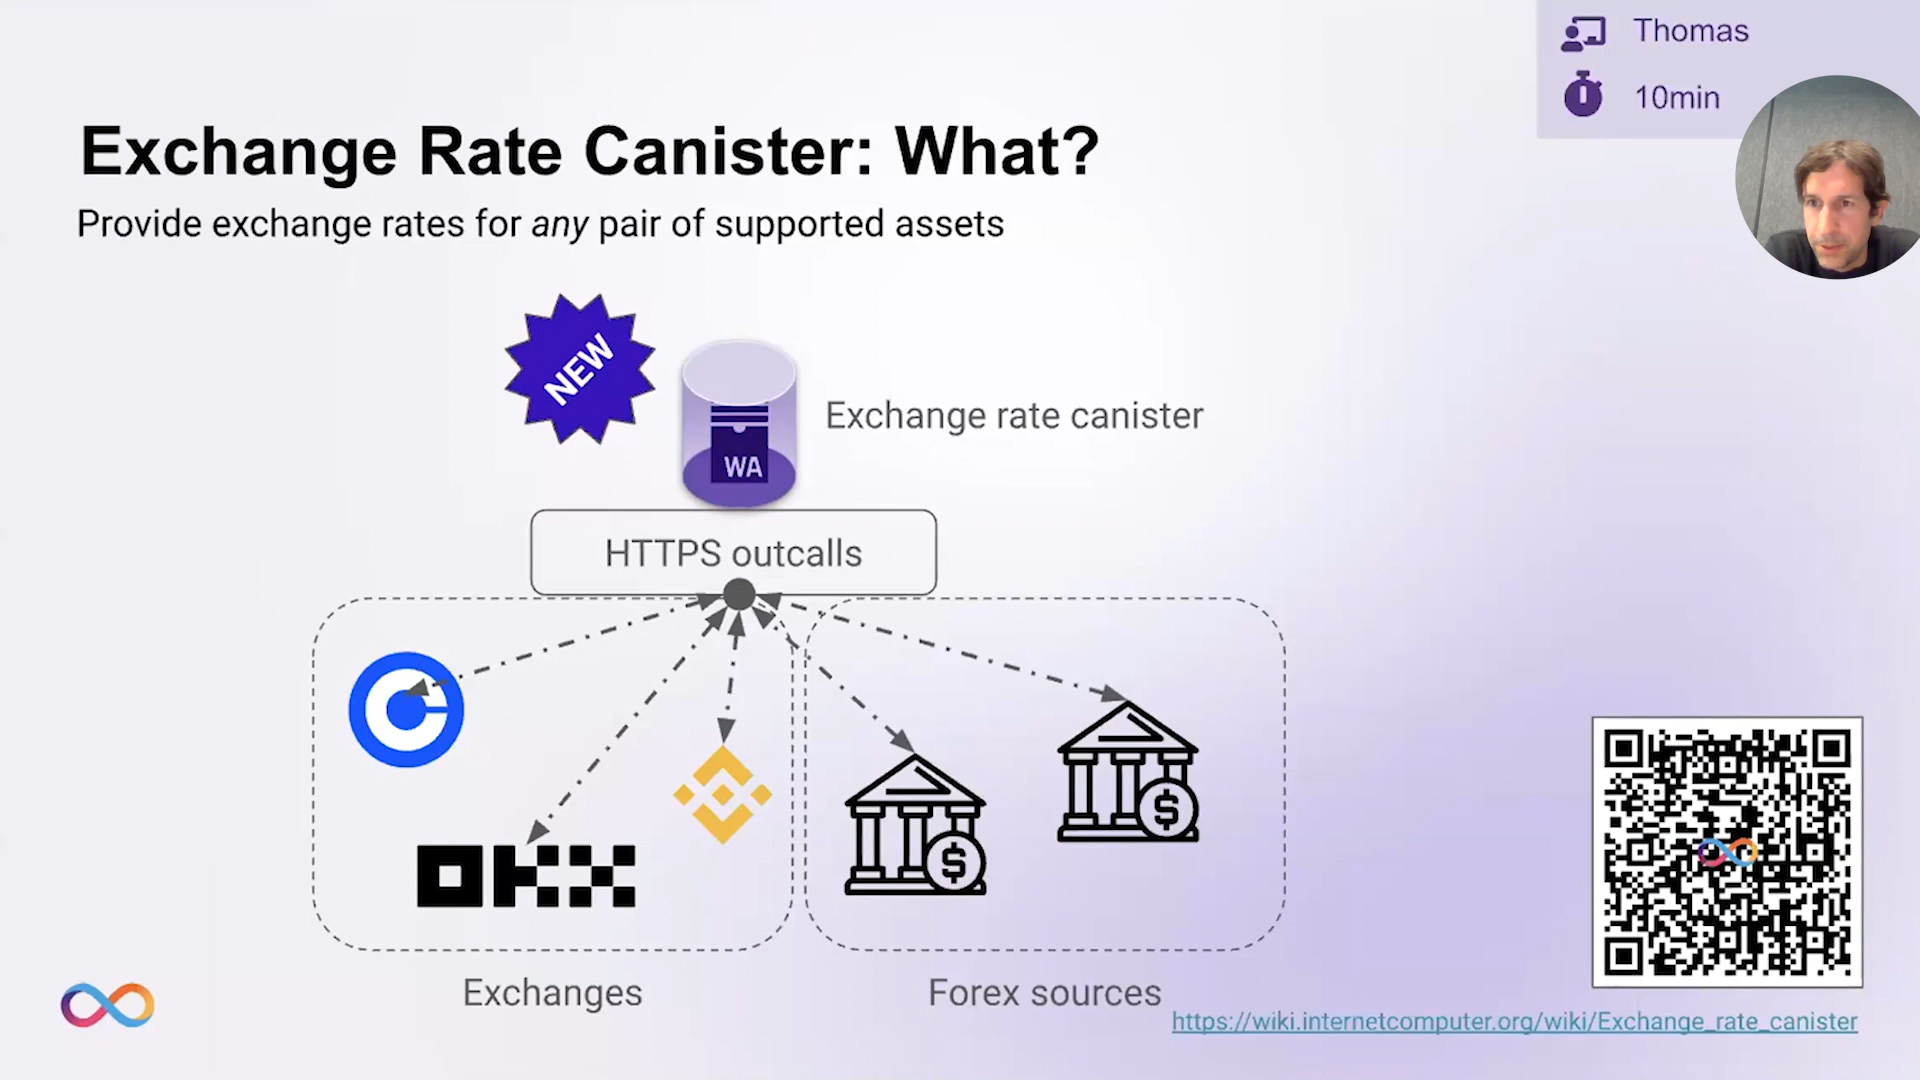 Thomas
10min
Exchange Rate Canister: What?
Provide exchange rates for any pair of supported assets
NEW
WA
Exchange rate canister
HTTPS outcalls
OKX
$
$
Exchanges
Forex sources
https://wiki.internetcomputer.org/wiki/Exchange_rate_canister